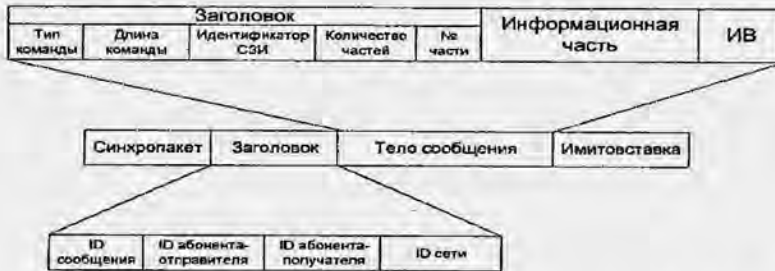 Заголовок
Тип команды
Длина команды
Идентификатор СЗИ
Количество частей
№ части
Информационная часть
ИВ
Синхропакет
Заголовок
Тело сообщения
Имитовставка
ID сообщения
ID абонента-отправителя
ID абонента-получателя
ID сети